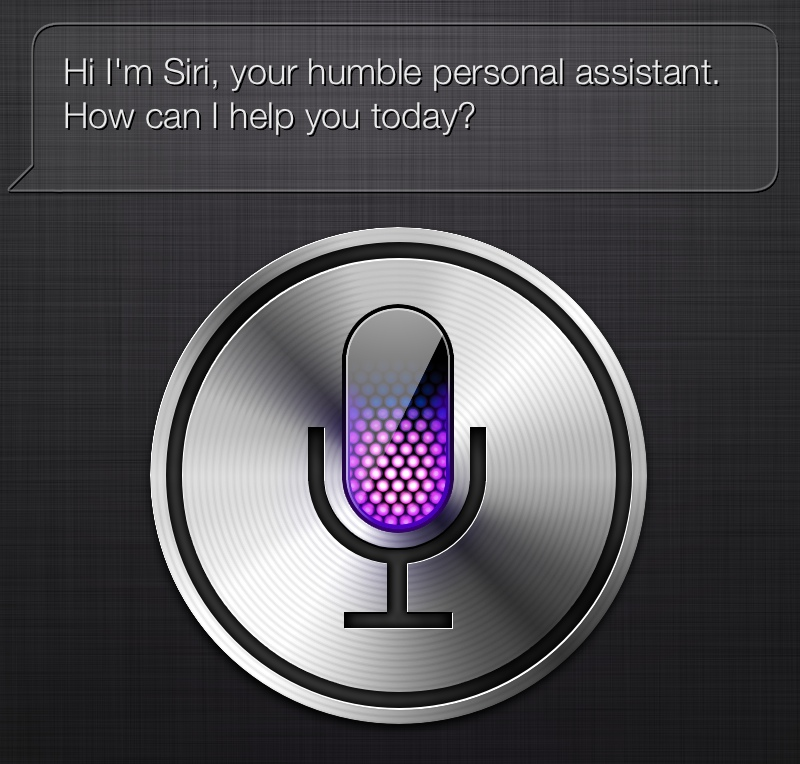 Hi I'm Siri, your humble personal assistant.
How can I help you today?